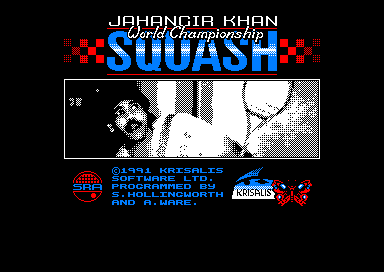 JAHANGIR KHAN
World Championship
SQUASH
©1991 KRISALIS
SOFTWARE LTD.
PROGRAMMED BY
S.HOLLINGWORTH
AND A.WARE.
SRA
KRISALIS